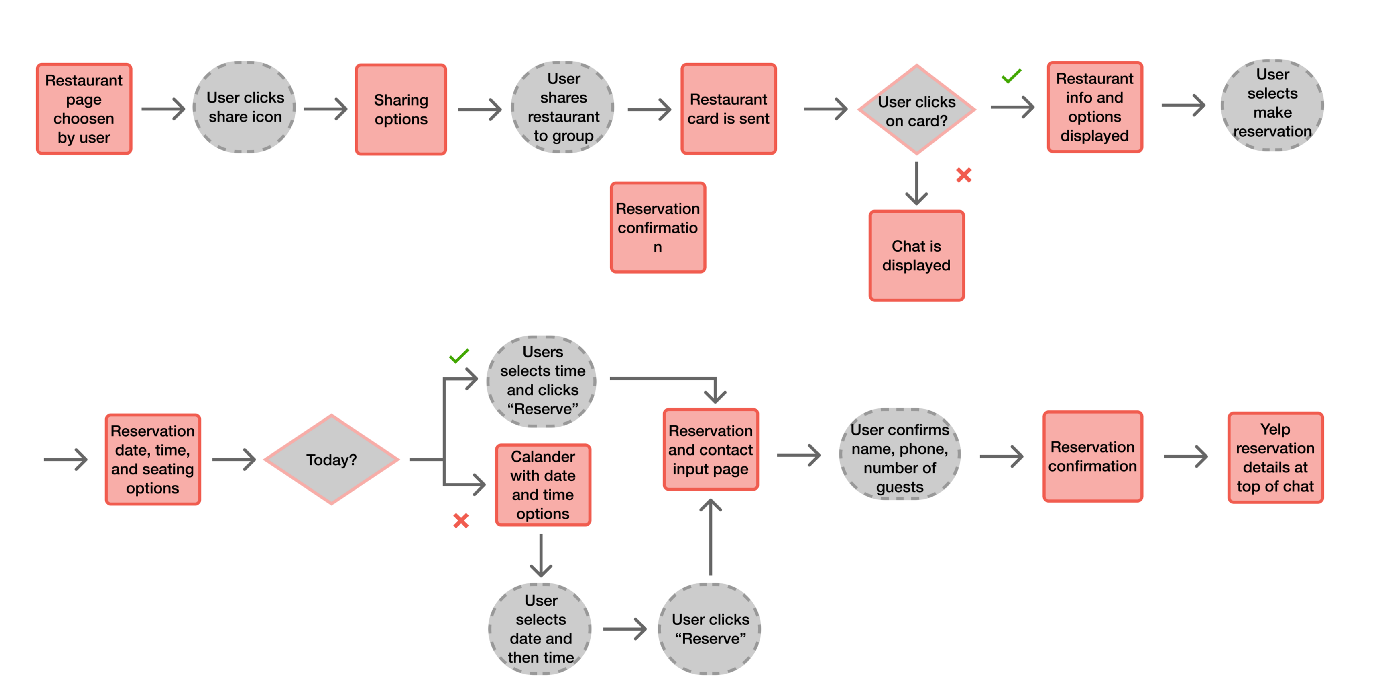 Restaurant
page
choosen
by user
User clicks
share icon
Sharing
options
User
shares
restaurant
to group
Restaurant
card is sent
User clicks
on card?
Restaurant
info and
options
displayed
User
selects
make
reservation
Reservation
confirmatio
n
Chat is
displayed
Reservation
date, time,
and seating
options
Today?
Users
selects time
and clicks
“Reserve”
Calander
with date
and time
options
User
selects
date and
then time
User clicks
“Reserve”
Reservation
and contact
input page
User confirms
name, phone,
number of
guests
Reservation
confirmation
Yelp
reservation
details at
top of chat